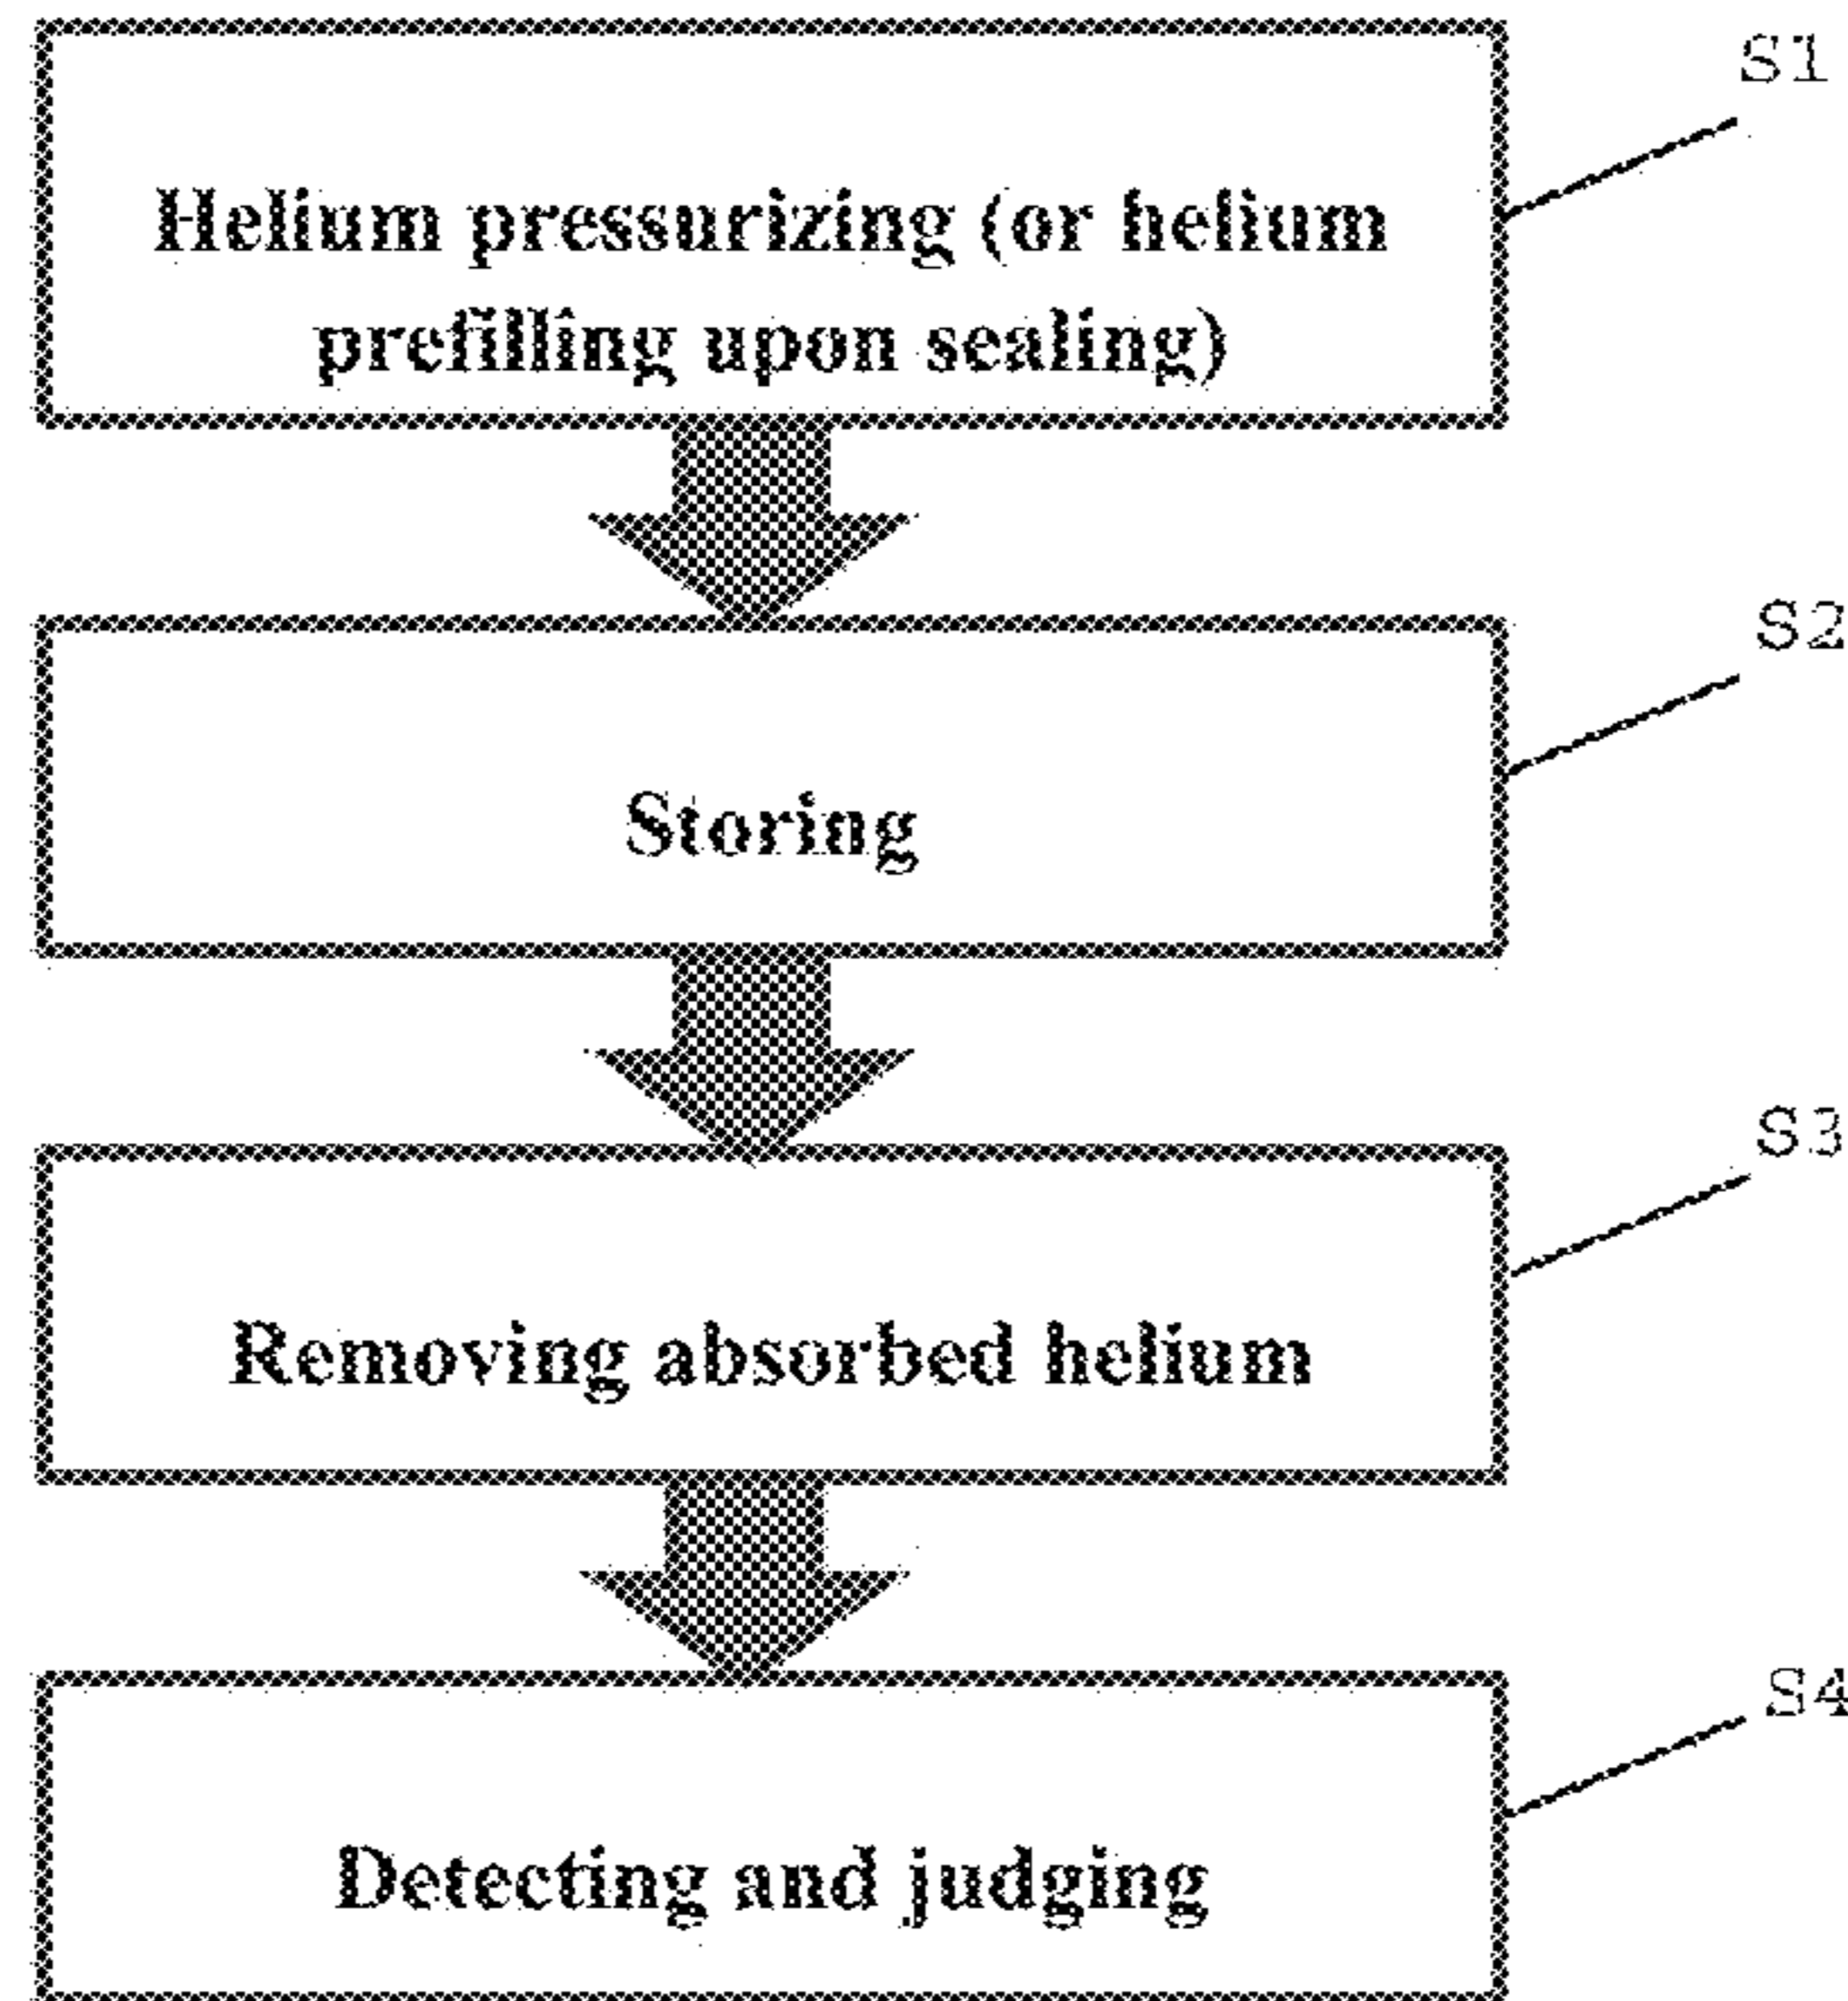 S1
Helium pressurizing (or helium
prefilling upon sealing)
S2
Storing
S3
Removing absorbed helium
S4
Detecting and judging